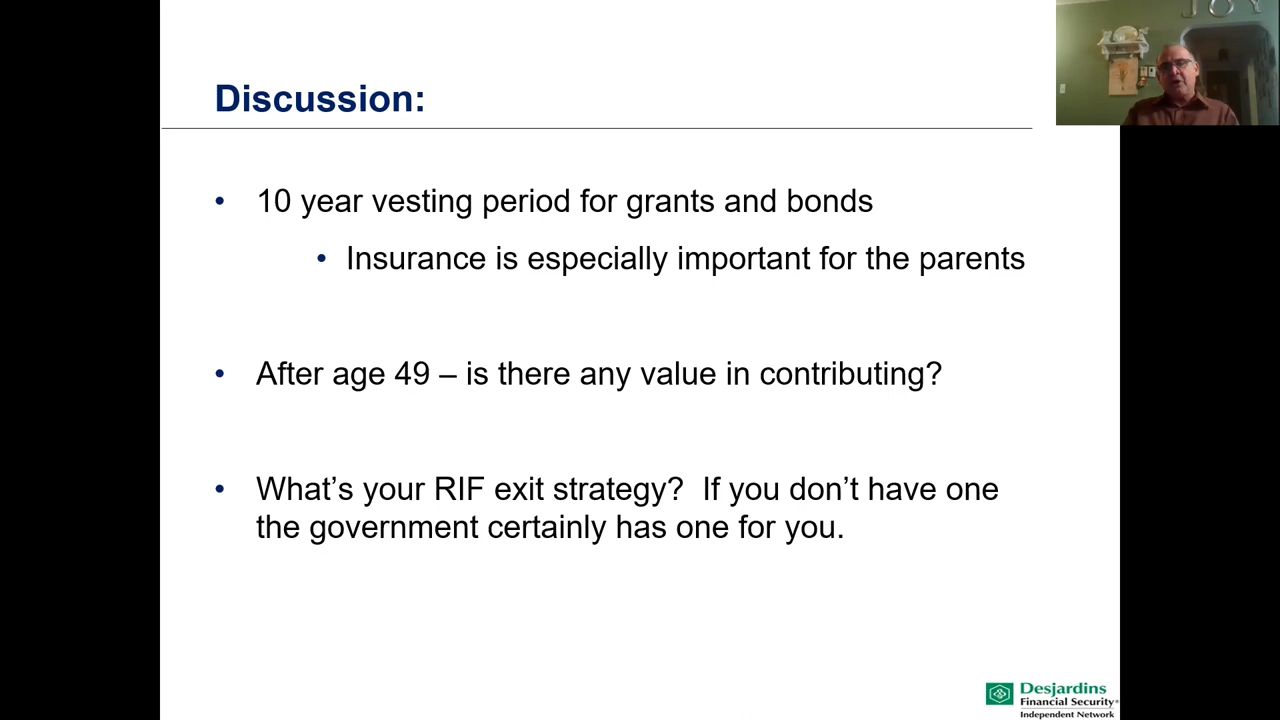 JOY
Discussion:
• 10 year vesting period for grants and bonds
• Insurance is especially important for the parents
• After age 49 – is there any value in contributing?
• What’s your RIF exit strategy?  If you don’t have one
the government certainly has one for you.
Desjardins
Financial Security®
Independent Network